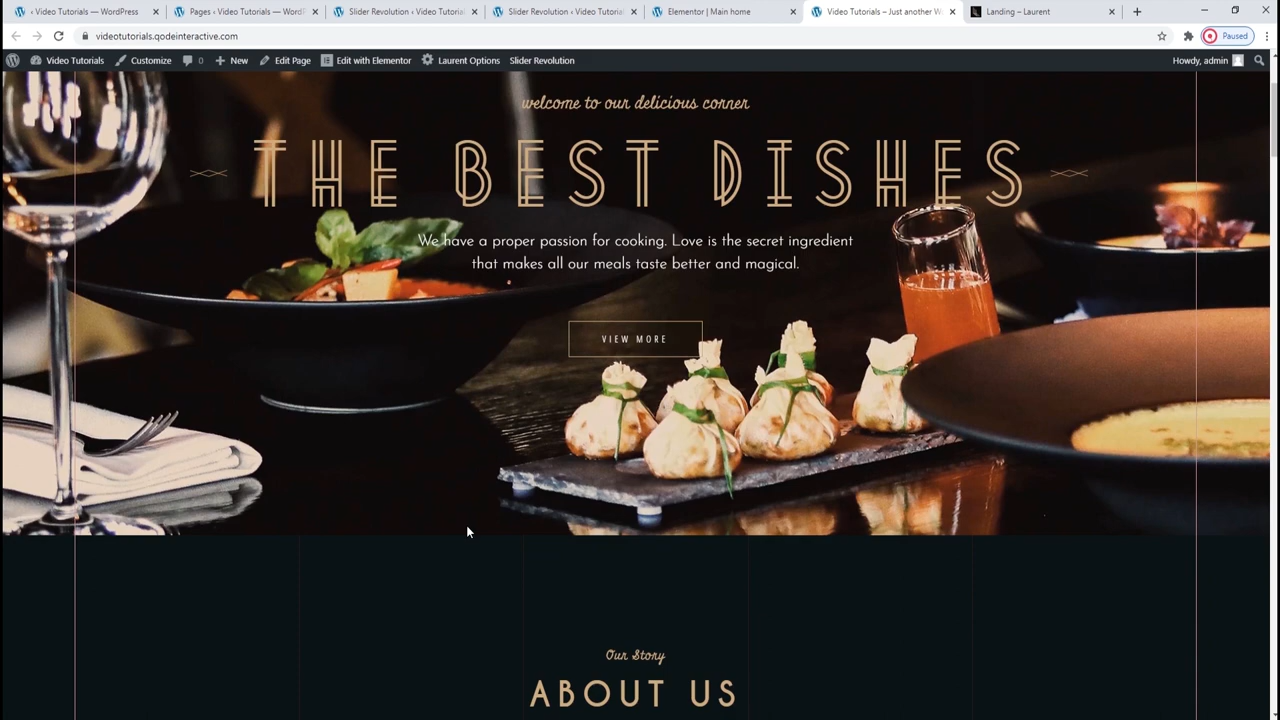 ‹ Video Tutorials — WordPress
Pages ‹ Video Tutorials — WordP
Slider Revolution ‹ Video Tutorial
Slider Revolution ‹ Video Tutorial
Elementor | Main home
Video Tutorials – Just another W
Landing – Laurent
videotutorials.qodeinteractive.com
Paused
Video Tutorials
Customize
0
New
Edit Page
Edit with Elementor
Laurent Options
Slider Revolution
Howdy, admin
welcome to our delicious corner
THE BEST DISHES
We have a proper passion for cooking. Love is the secret ingredient
that makes all our meals taste better and magical.
VIEW MORE
Our Story
ABOUT US